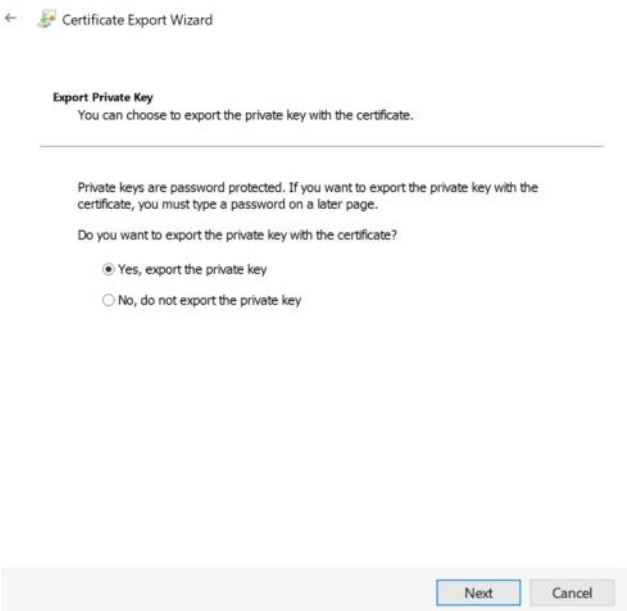 Certificate Export Wizard
Export Private Key
You can choose to export the private key with the certificate.
Private keys are password protected. If you want to export the private key with the
certificate, you must type a password on a later page.
Do you want to export the private key with the certificate?
Yes, export the private key
No, do not export the private key
Next Cancel